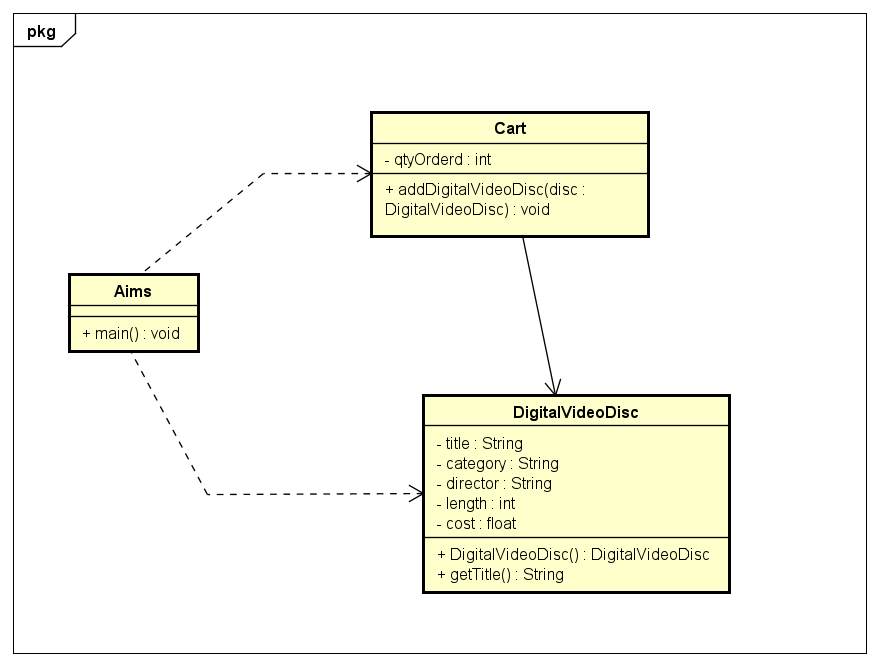 pkg
Cart
- qtyOrderd : int
+ addDigitalVideoDisc(disc :
DigitalVideoDisc) : void
Aims
+ main() : void
DigitalVideoDisc
- title : String
- category : String
- director : String
- length : int
- cost : float
+ DigitalVideoDisc() : DigitalVideoDisc
+ getTitle() : String